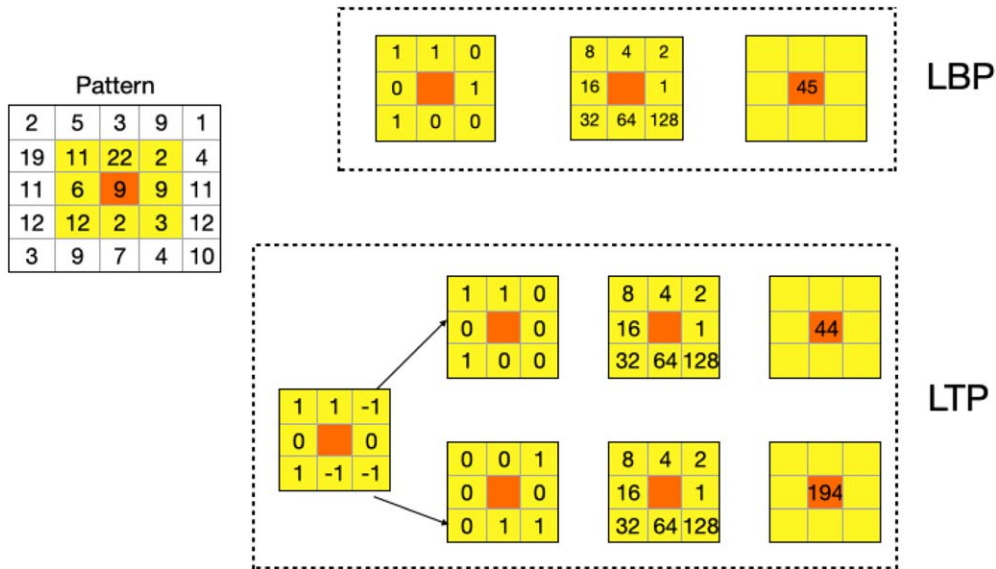 Pattern
2 5 3 9 1
19 11 22 2 4
11 6 9 9 11
12 12 2 3 12
3 9 7 4 10
1 1 0
0 1
1 0 0
8 4 2
16 1
32 64 128
45
LBP
1 1 -1
0 0
1 -1 -1
1 1 0
0 0
1 0 0
8 4 2
16 1
32 64 128
44
0 0 1
0 0
0 1 1
8 4 2
16 1
32 64 128
194
LTP